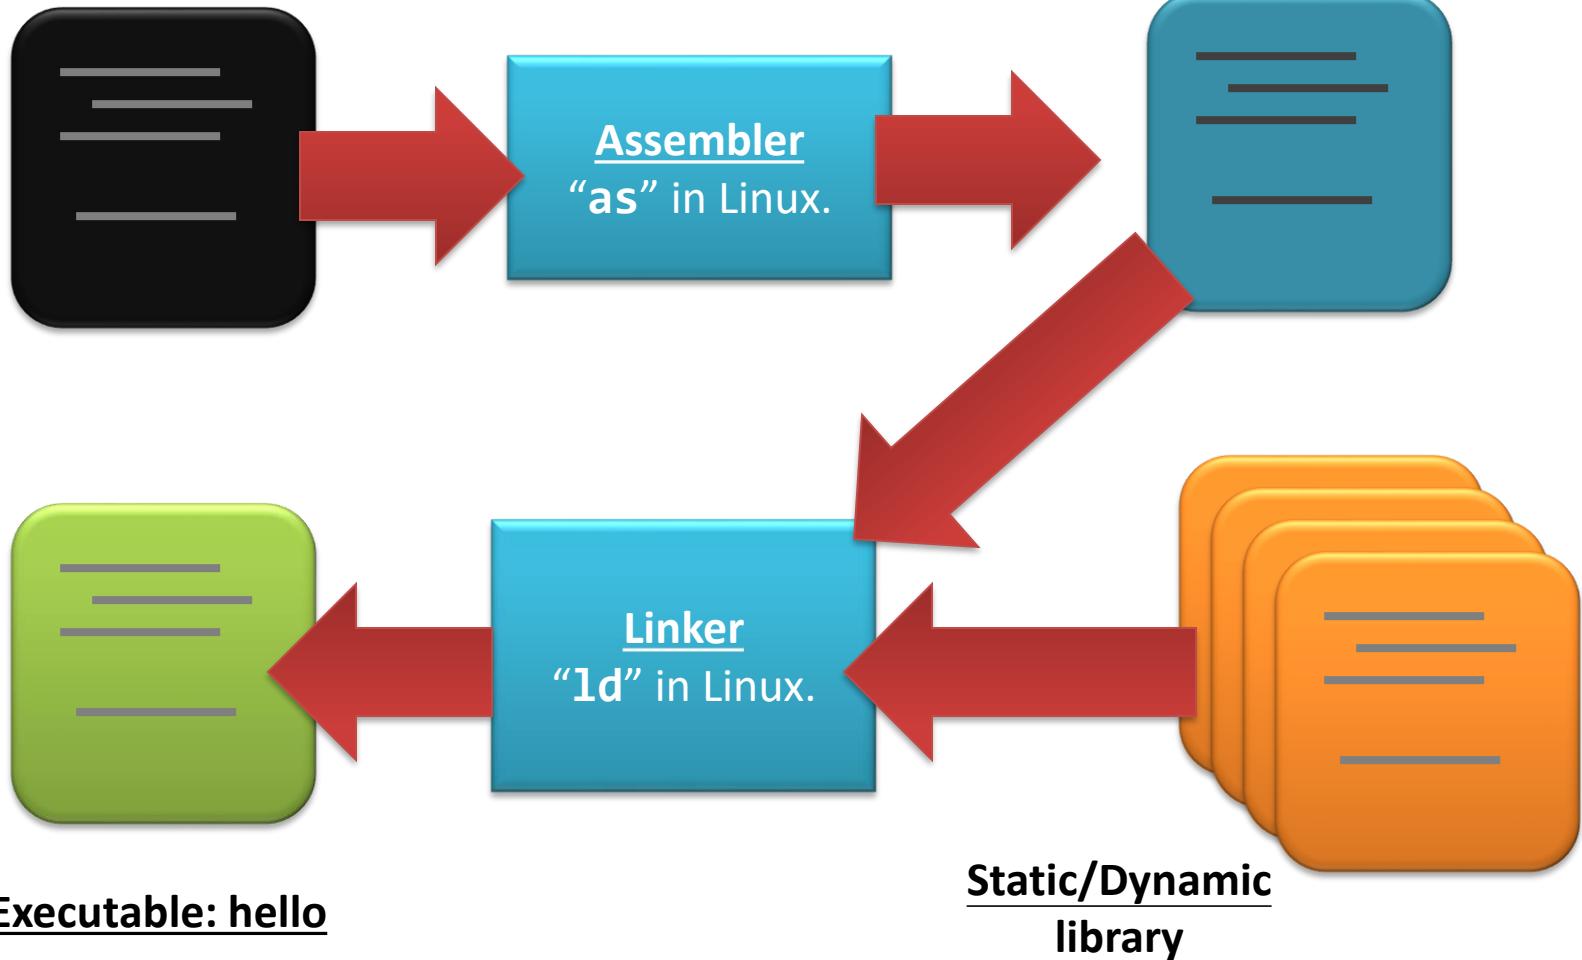 Assembler
“as” in Linux.
Linker
“ld” in Linux.
Static/Dynamic
library
Executable: hello